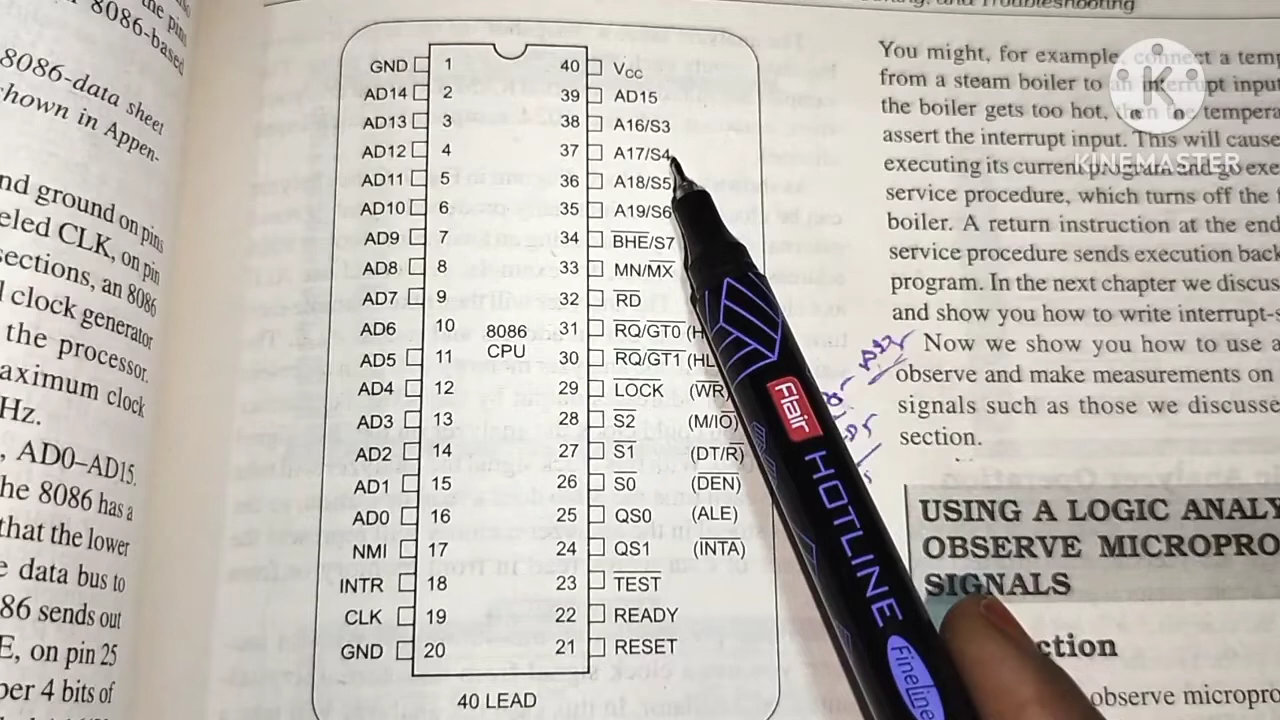 8086-based
8086-data sheet
shown in Appen-
nd ground on pins
eled CLK, on pin
sections, an 8086
clock generator
the processor.
aximum clock
Hz.
, AD0–AD15.
he 8086 has a
that the lower
e data bus to
86 sends out
E, on pin 25
per 4 bits of
GND 1 40 VCC
AD14 2 39 AD15
AD13 3 38 A16/S3
AD12 4 37 A17/S4
AD11 5 36 A18/S5
AD10 6 35 A19/S6
AD9 7 34 BHE/S7
AD8 8 33 MN/MX
AD7 9 32 RD
AD6 10 31 RQ/GT0 (H
AD5 11 30 RQ/GT1 (HL
AD4 12 29 LOCK (WR)
AD3 13 28 S2 (M/IO)
AD2 14 27 S1 (DT/R)
AD1 15 26 S0 (DEN)
AD0 16 25 QS0 (ALE)
NMI 17 24 QS1 (INTA)
INTR 18 23 TEST
CLK 19 22 READY
GND 20 21 RESET
8086
CPU
40 LEAD
Flair
HOTLINE
FineLine
and Troubleshooting
You might, for example, connect a temp
from a steam boiler to an interrupt input
the boiler gets too hot, then the tempera
assert the interrupt input. This will cause
executing its current program and go exe
service procedure, which turns off the
boiler. A return instruction at the end
service procedure sends execution back
program. In the next chapter we discus
and show you how to write interrupt-s
Now we show you how to use a
observe and make measurements on
signals such as those we discusse
section.
USING A LOGIC ANALY
OBSERVE MICROPRO
SIGNALS
ction
observe micropro
K
KINEMASTER